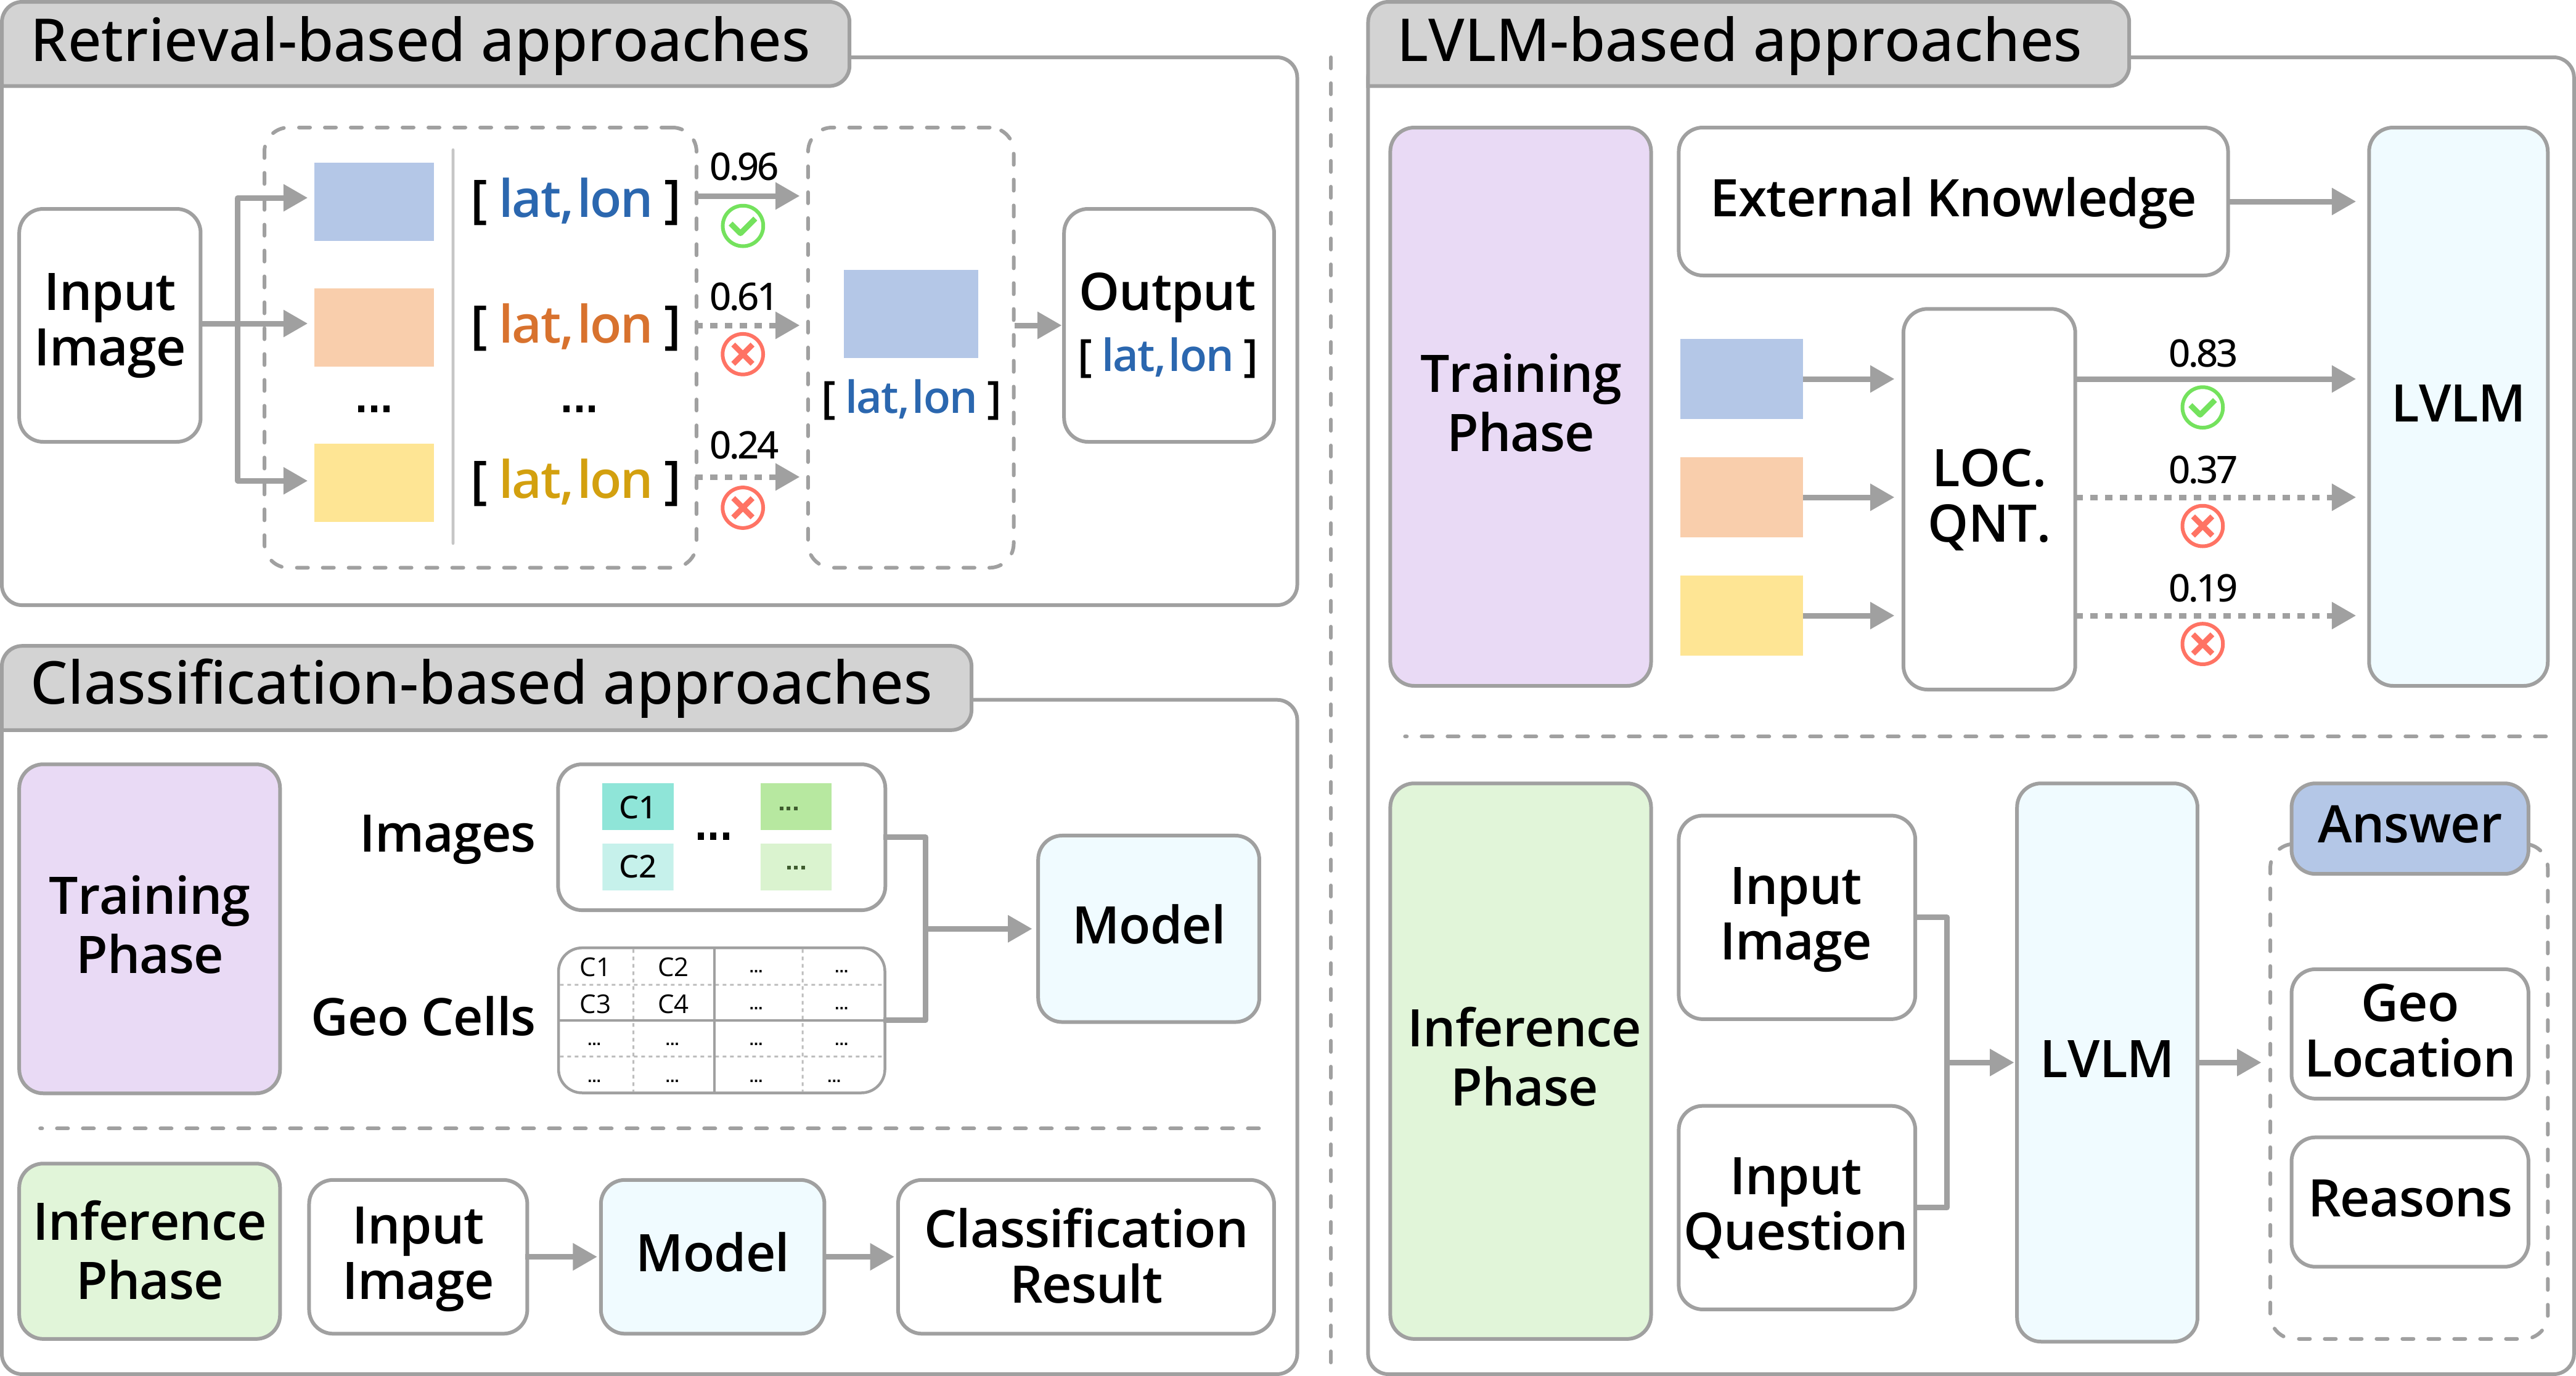 Retrieval-based approaches
Input
Image
[ lat, lon ]
[ lat, lon ]
...
...
[ lat, lon ]
0.96
0.61
0.24
[ lat, lon ]
Output
[ lat, lon ]
Classification-based approaches
Training
Phase
Images
C1
...
...
C2
...
Geo Cells
C1 C2 ... ...
C3 C4 ... ...
... ... ... ...
... ... ... ...
Model
Inference
Phase
Input
Image
Model
Classification
Result
LVLM-based approaches
Training
Phase
External Knowledge
LOC.
QNT.
0.83
0.37
0.19
LVLM
Inference
Phase
Input
Image
Input
Question
LVLM
Answer
Geo
Location
Reasons